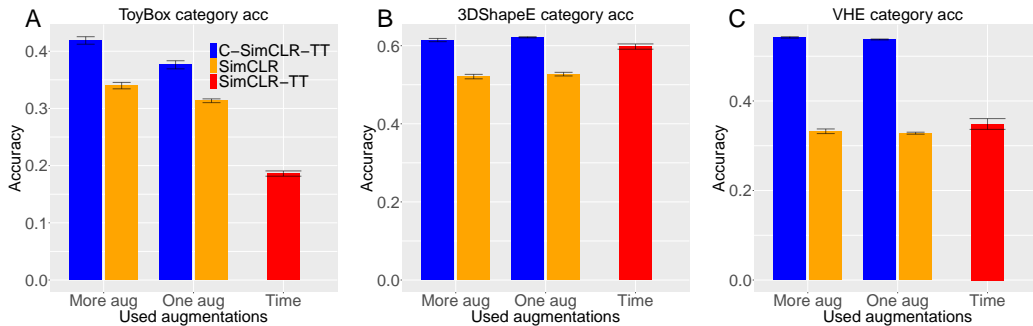 A
ToyBox category acc
Accuracy
0.4
0.3
0.2
0.1
0.0
C−SimCLR−TT
SimCLR
SimCLR−TT
More aug
One aug
Time
Used augmentations
B
3DShapeE category acc
Accuracy
0.6
0.4
0.2
0.0
More aug
One aug
Time
Used augmentations
C
VHE category acc
Accuracy
0.4
0.2
0.0
More aug
One aug
Time
Used augmentations